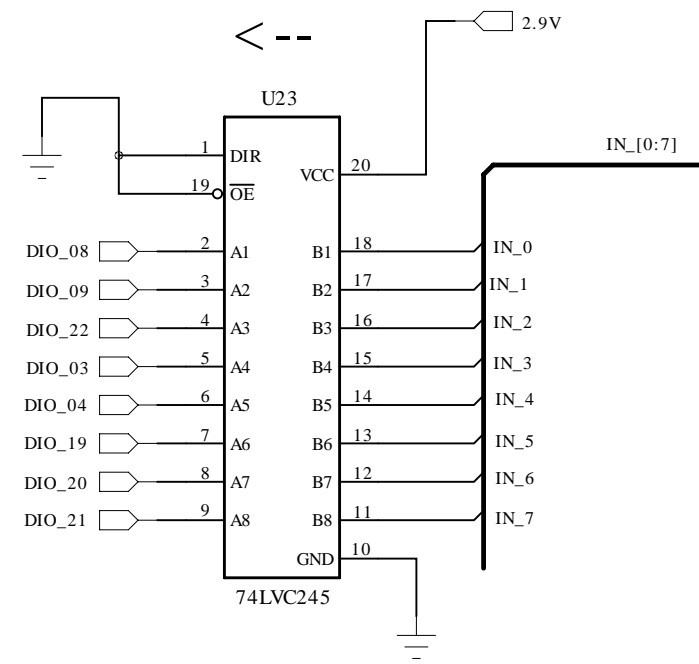 <--
2.9V
U23
IN_[0:7]
1 DIR
VCC 20
19 OE
DIO_08 2 A1 B1 18 IN_0
DIO_09 3 A2 B2 17 IN_1
DIO_22 4 A3 B3 16 IN_2
DIO_03 5 A4 B4 15 IN_3
DIO_04 6 A5 B5 14 IN_4
DIO_19 7 A6 B6 13 IN_5
DIO_20 8 A7 B7 12 IN_6
DIO_21 9 A8 B8 11 IN_7
GND 10
74LVC245